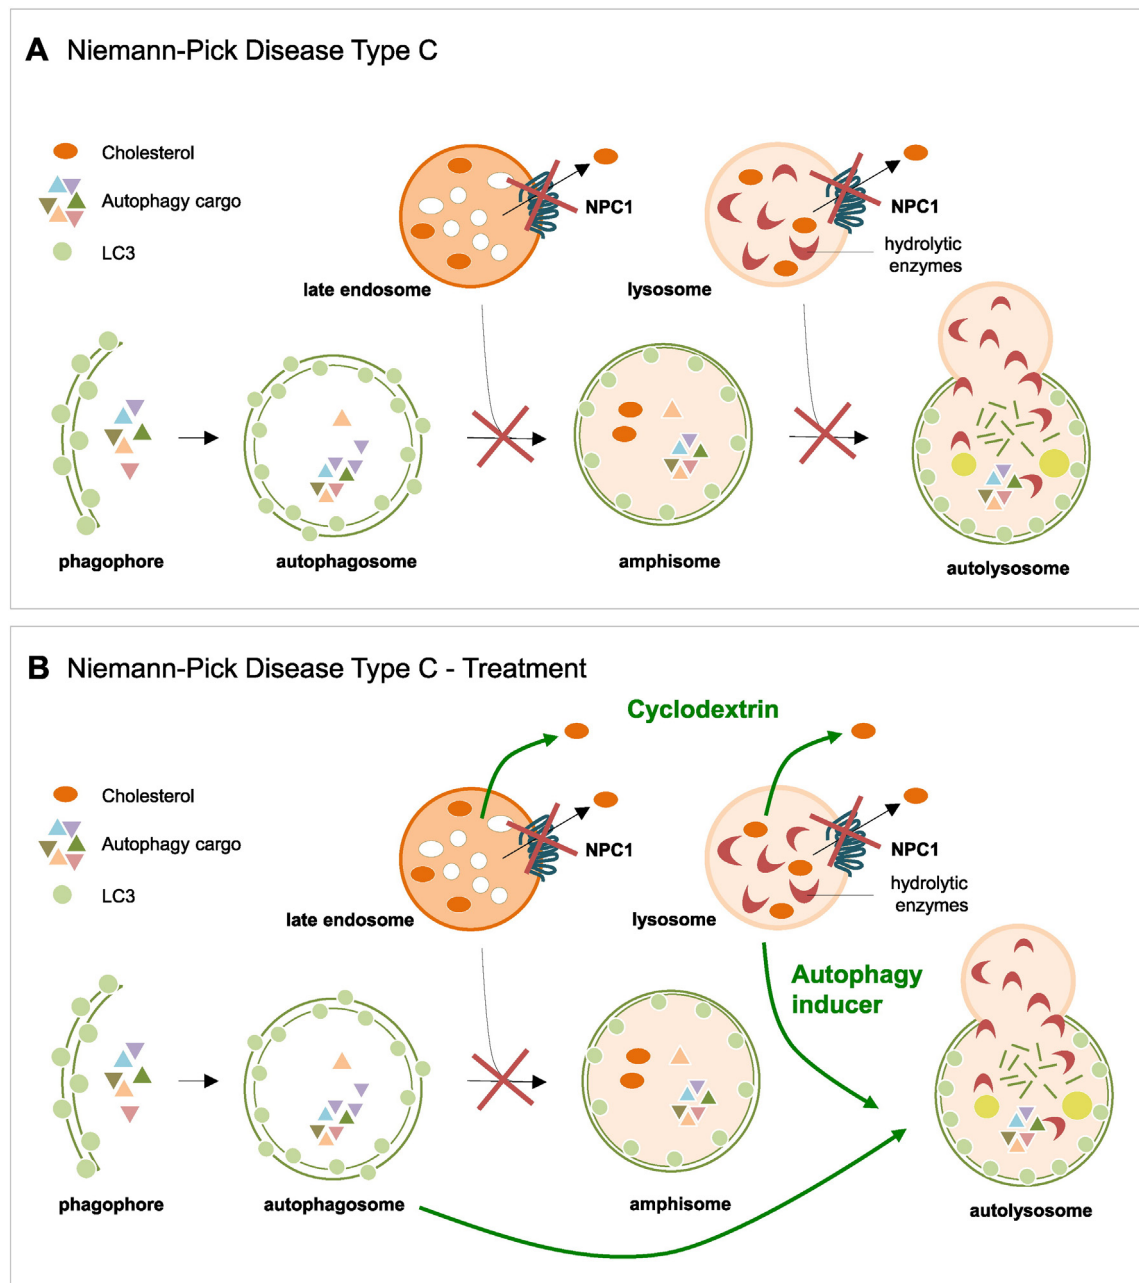 A Niemann-Pick Disease Type C
Cholesterol
Autophagy cargo
LC3
NPC1
late endosome
NPC1
hydrolytic
enzymes
lysosome
phagophore
autophagosome
amphisome
autolysosome
B Niemann-Pick Disease Type C - Treatment
Cyclodextrin
Cholesterol
Autophagy cargo
LC3
NPC1
late endosome
NPC1
hydrolytic
enzymes
lysosome
Autophagy
inducer
phagophore
autophagosome
amphisome
autolysosome